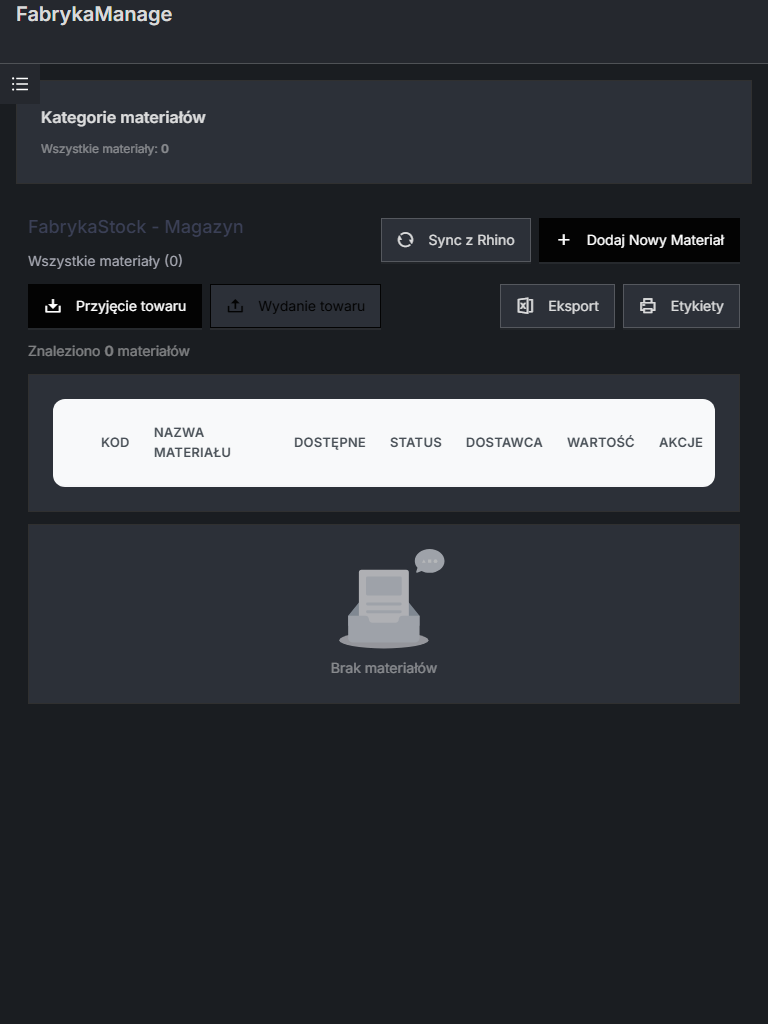 FabrykaManage
Kategorie materiałów
Wszystkie materiały: 0
FabrykaStock - Magazyn
Wszystkie materiały (0)
Sync z Rhino
Dodaj Nowy Materiał
Przyjęcie towaru
Wydanie towaru
Eksport
Etykiety
Znaleziono 0 materiałów
KOD
NAZWA
MATERIAŁU
DOSTĘPNE
STATUS
DOSTAWCA
WARTOŚĆ
AKCJE
Brak materiałów